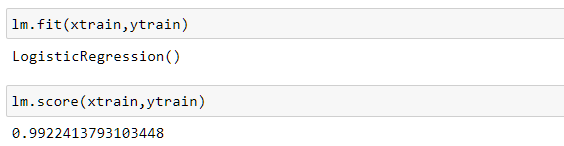 lm.fit(xtrain,ytrain)
LogisticRegression()
lm.score(xtrain,ytrain)
0.9922413793103448